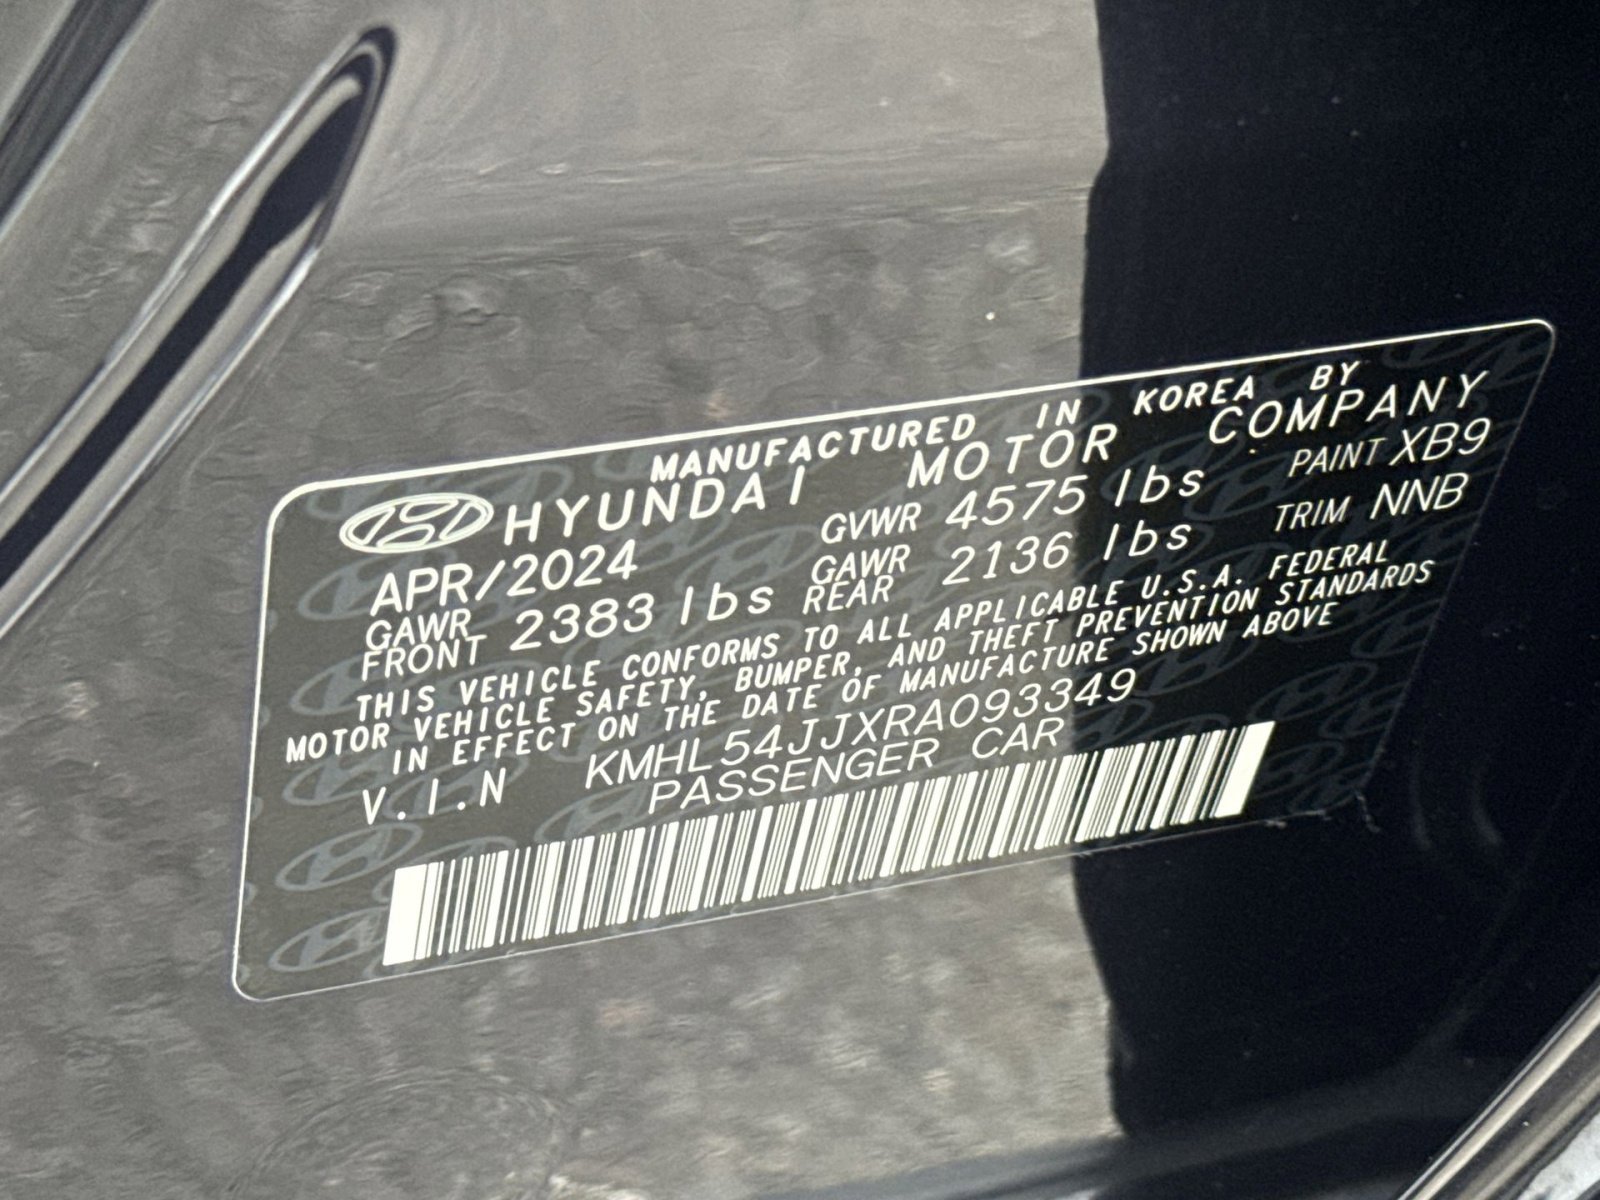 MANUFACTURED IN KOREA BY
HYUNDAI MOTOR COMPANY
APR/2024 GVWR 4575 lbs PAINT XB9
GAWR FRONT 2383 lbs GAWR REAR 2136 lbs TRIM NNB
THIS VEHICLE CONFORMS TO ALL APPLICABLE U.S.A. FEDERAL
MOTOR VEHICLE SAFETY, BUMPER, AND THEFT PREVENTION STANDARDS
IN EFFECT ON THE DATE OF MANUFACTURE SHOWN ABOVE
V.I.N KMHL54JJXRA093349
PASSENGER CAR